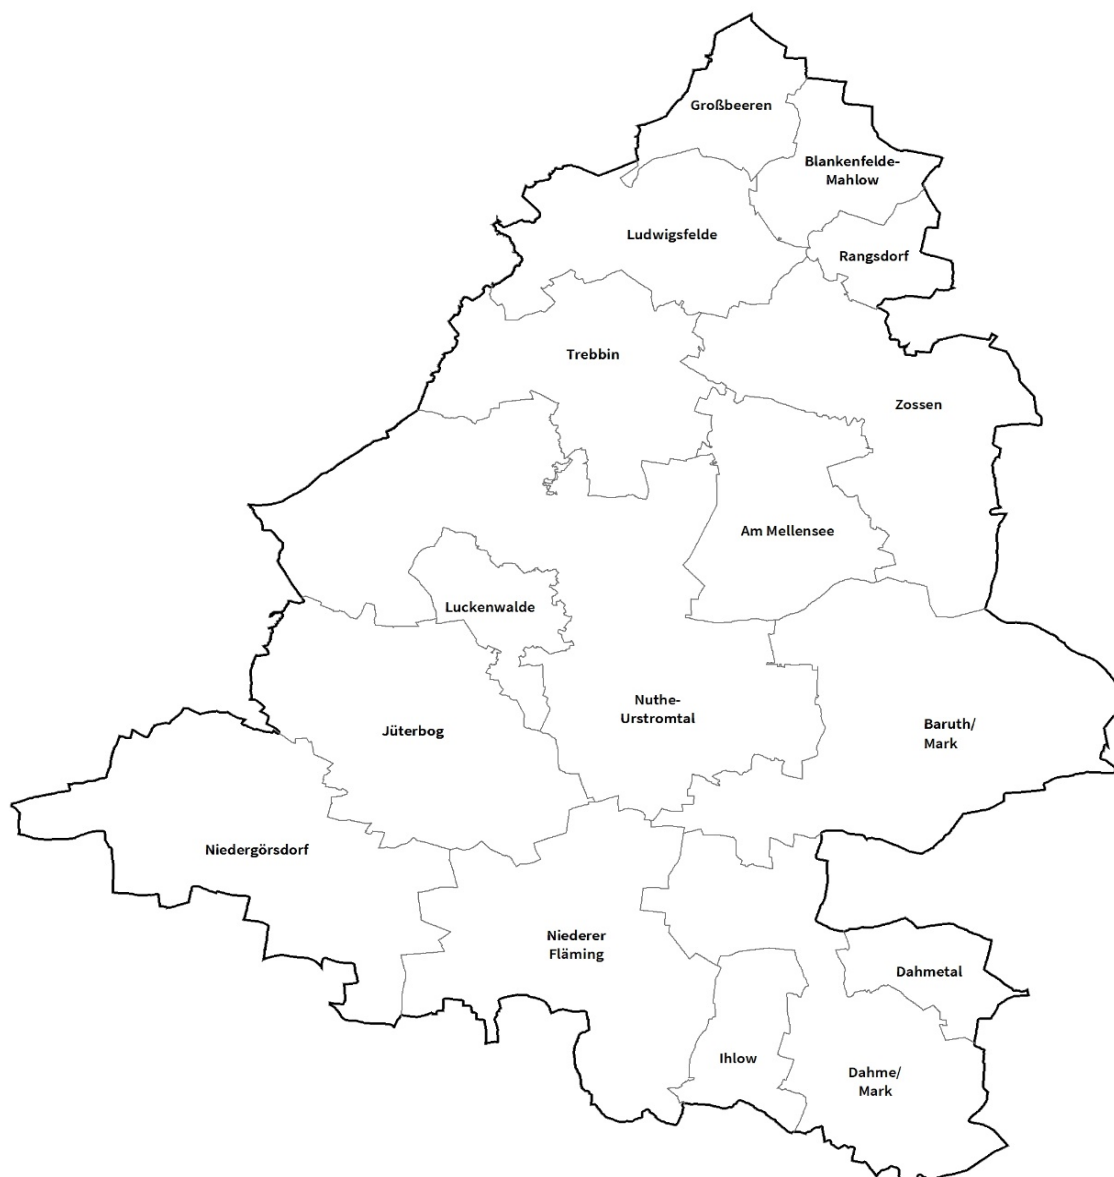 Großbeeren
Blankenfelde-
Mahlow
Ludwigsfelde
Rangsdorf
Trebbin
Zossen
Am Mellensee
Luckenwalde
Nuthe-
Urstromtal
Jüterbog
Baruth/
Mark
Niedergörsdorf
Niederer
Fläming
Dahmetal
Ihlow
Dahme/
Mark